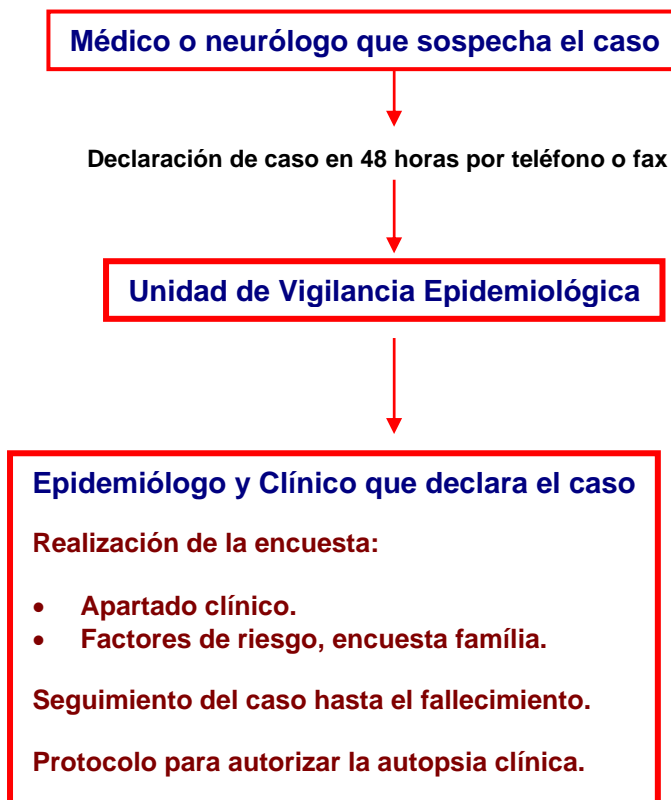 Médico o neurólogo que sospecha el caso
Declaración de caso en 48 horas por teléfono o fax
Unidad de Vigilancia Epidemiológica
Epidemiólogo y Clínico que declara el caso
Realización de la encuesta:
• Apartado clínico.
• Factores de riesgo, encuesta família.
Seguimiento del caso hasta el fallecimiento.
Protocolo para autorizar la autopsia clínica.